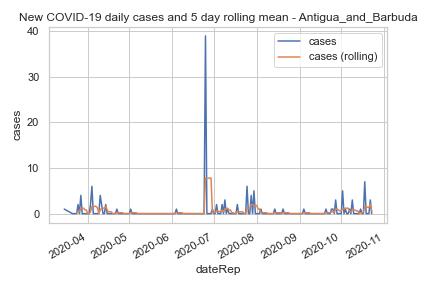 New COVID-19 daily cases and 5 day rolling mean - Antigua_and_Barbuda
cases
cases (rolling)
40
30
20
10
0
cases
2020-04
2020-05
2020-06
2020-07
2020-08
2020-09
2020-10
2020-11
dateRep